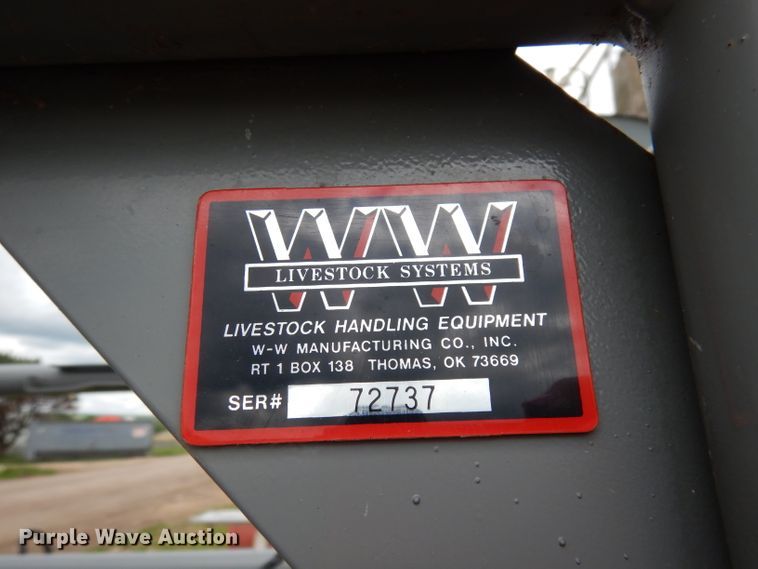 WW
LIVESTOCK SYSTEMS
LIVESTOCK HANDLING EQUIPMENT
W-W MANUFACTURING CO., INC.
RT 1 BOX 138 THOMAS, OK 73669
SER# 72737
Purple Wave Auction